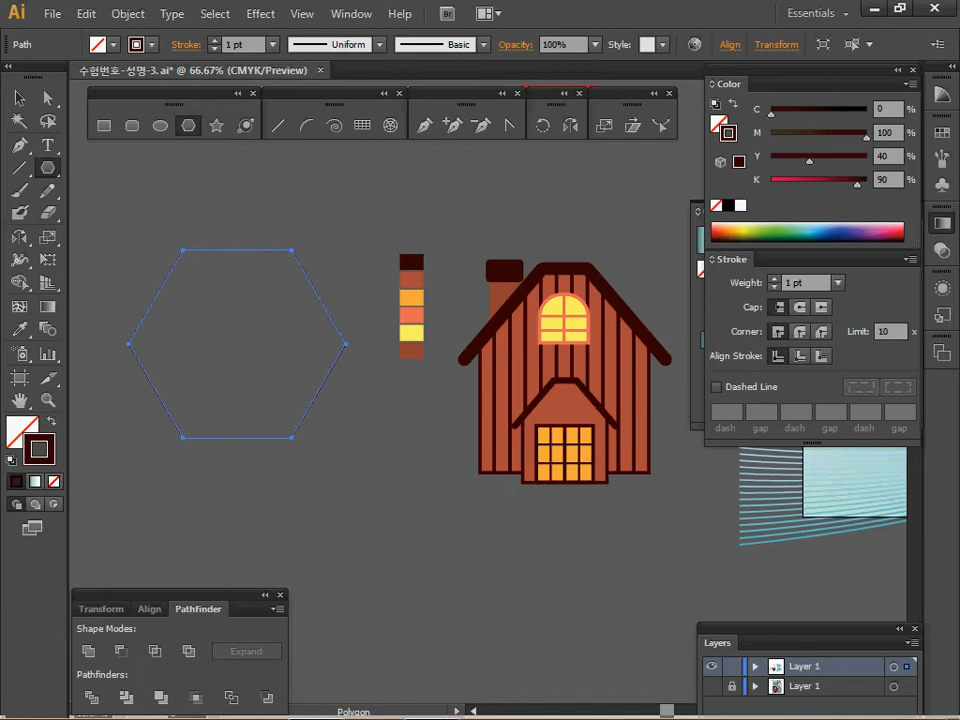 Ai File Edit Object Type Select Effect View Window Help Br Essentials
Path Stroke: 1 pt Uniform Basic Opacity: 100% Style: Align Transform
수험번호-성명-3.ai* @ 66.67% (CMYK/Preview) ×
Color
C 0 %
M 100 %
Y 40 %
K 90 %
Stroke
Weight: 1 pt
Cap:
Corner: Limit: 10 x
Align Stroke:
Dashed Line
dash gap dash gap dash gap
Transform Align Pathfinder
Shape Modes:
Expand
Pathfinders:
Layers
Layer 1
Layer 1
Polygon